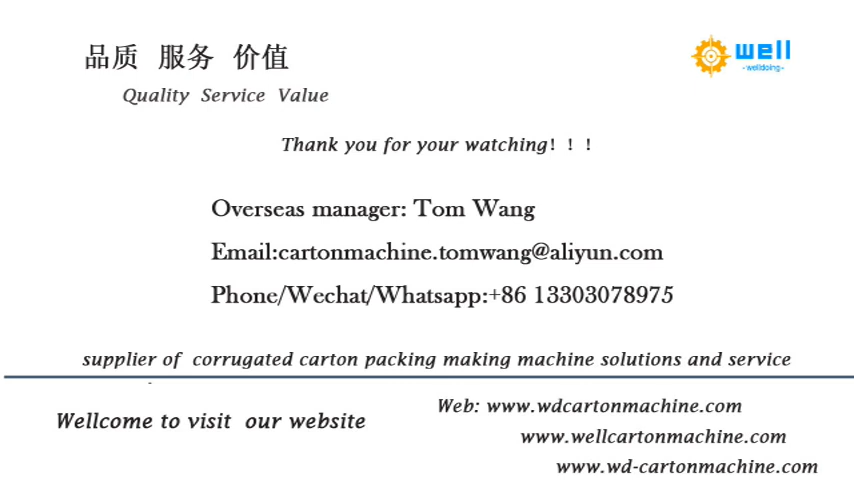 品质 服务 价值
Quality Service Value
well
-welldoing-
Thank you for your watching！！！
Overseas manager: Tom Wang
Email:cartonmachine.tomwang@aliyun.com
Phone/Wechat/Whatsapp:+86 13303078975
supplier of corrugated carton packing making machine solutions and service
Wellcome to visit our website
Web: www.wdcartonmachine.com
www.wellcartonmachine.com
www.wd-cartonmachine.com